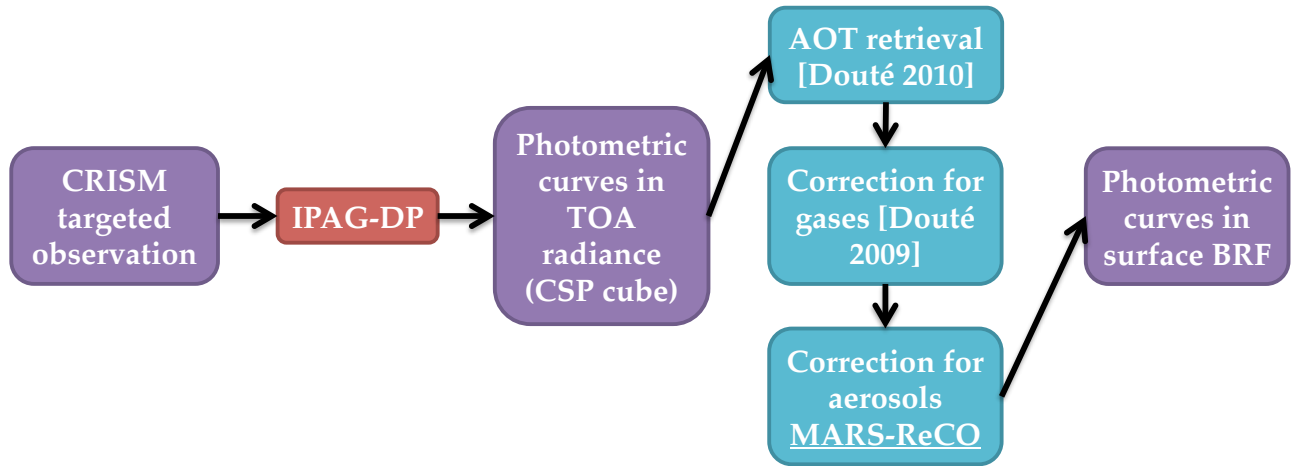 CRISM
targeted
observation
IPAG-DP
Photometric
curves in
TOA
radiance
(CSP cube)
AOT retrieval
[Douté 2010]
Correction for
gases [Douté
2009]
Correction for
aerosols
MARS-ReCO
Photometric
curves in
surface BRF